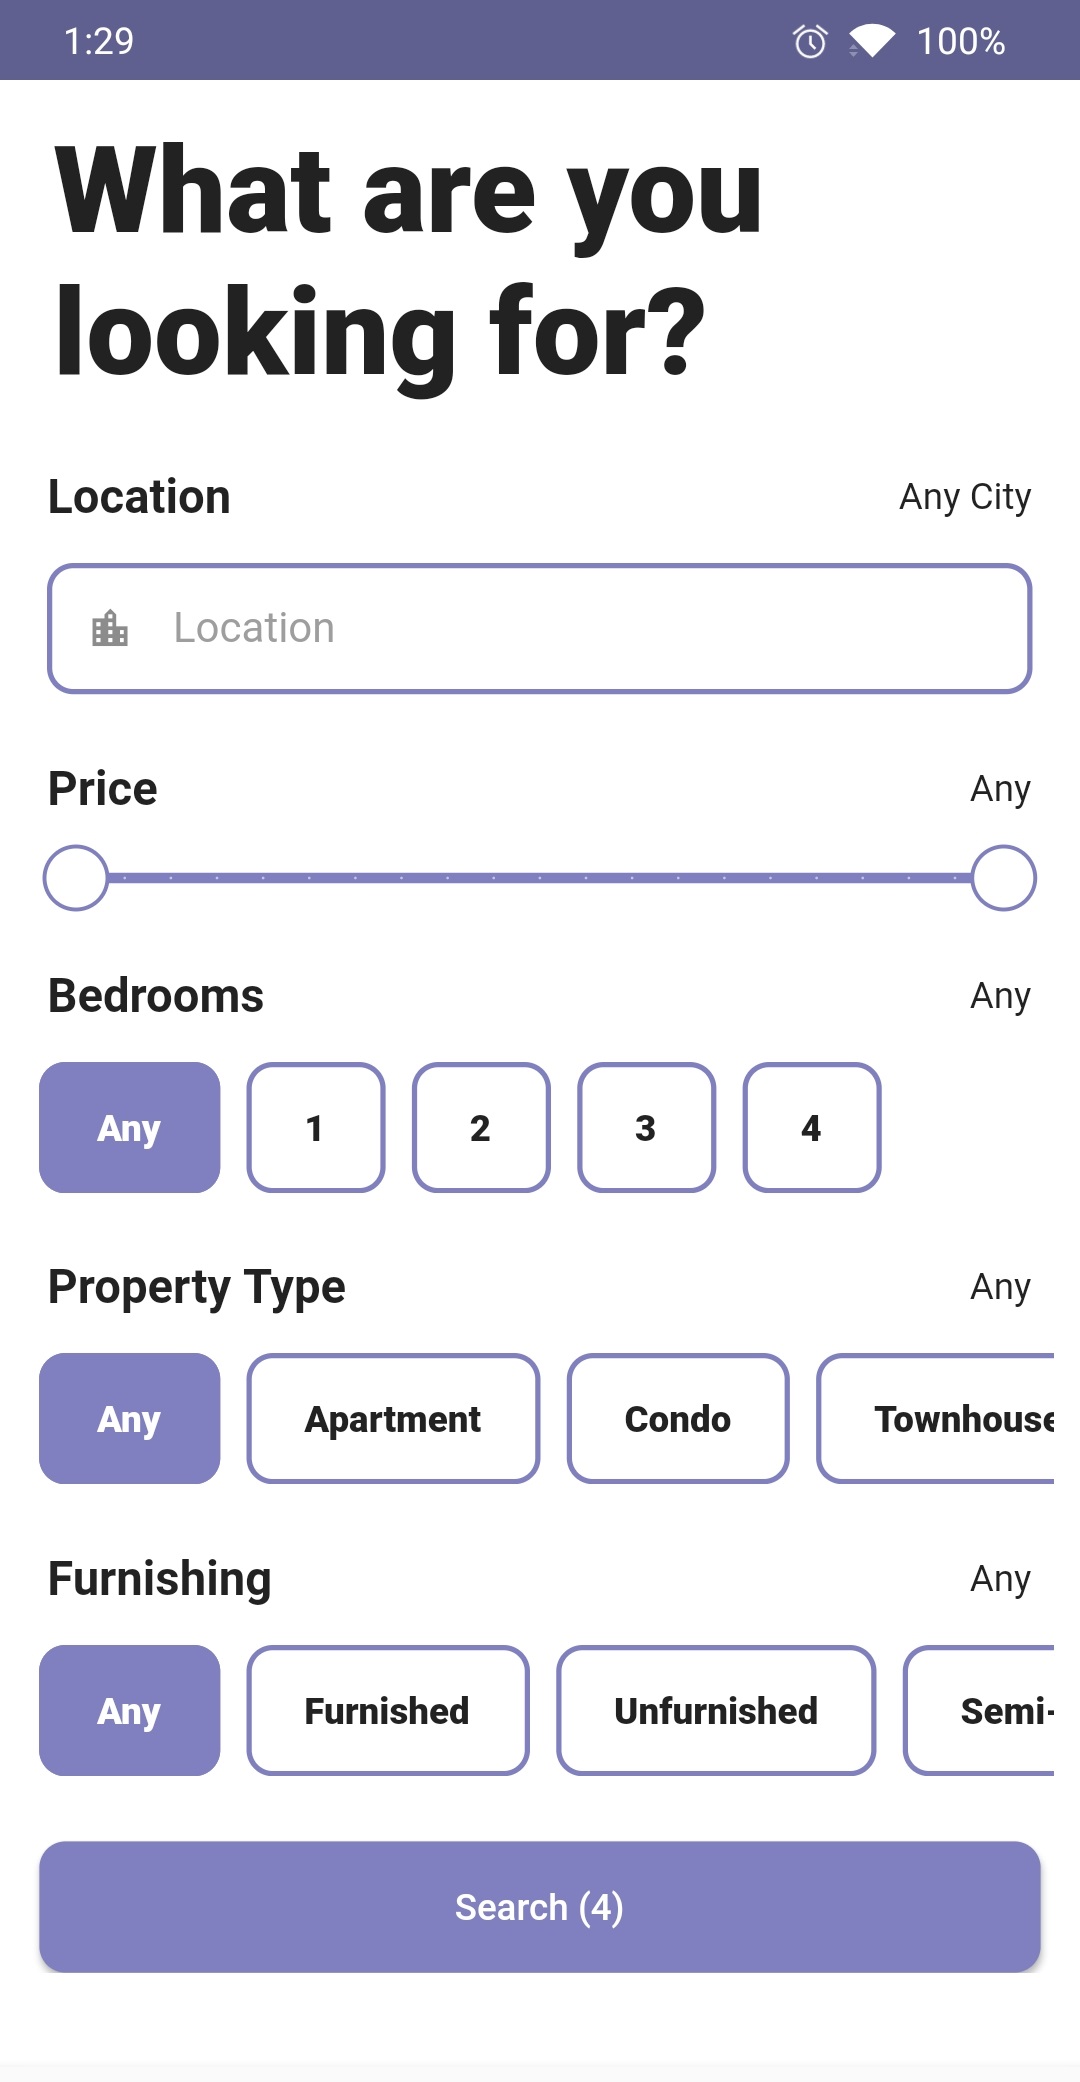 1:29 100%
What are you
looking for?
Location Any City
Location
Price Any
Bedrooms Any
Any 1 2 3 4
Property Type Any
Any Apartment Condo Townhouse
Furnishing Any
Any Furnished Unfurnished Semi-
Search (4)